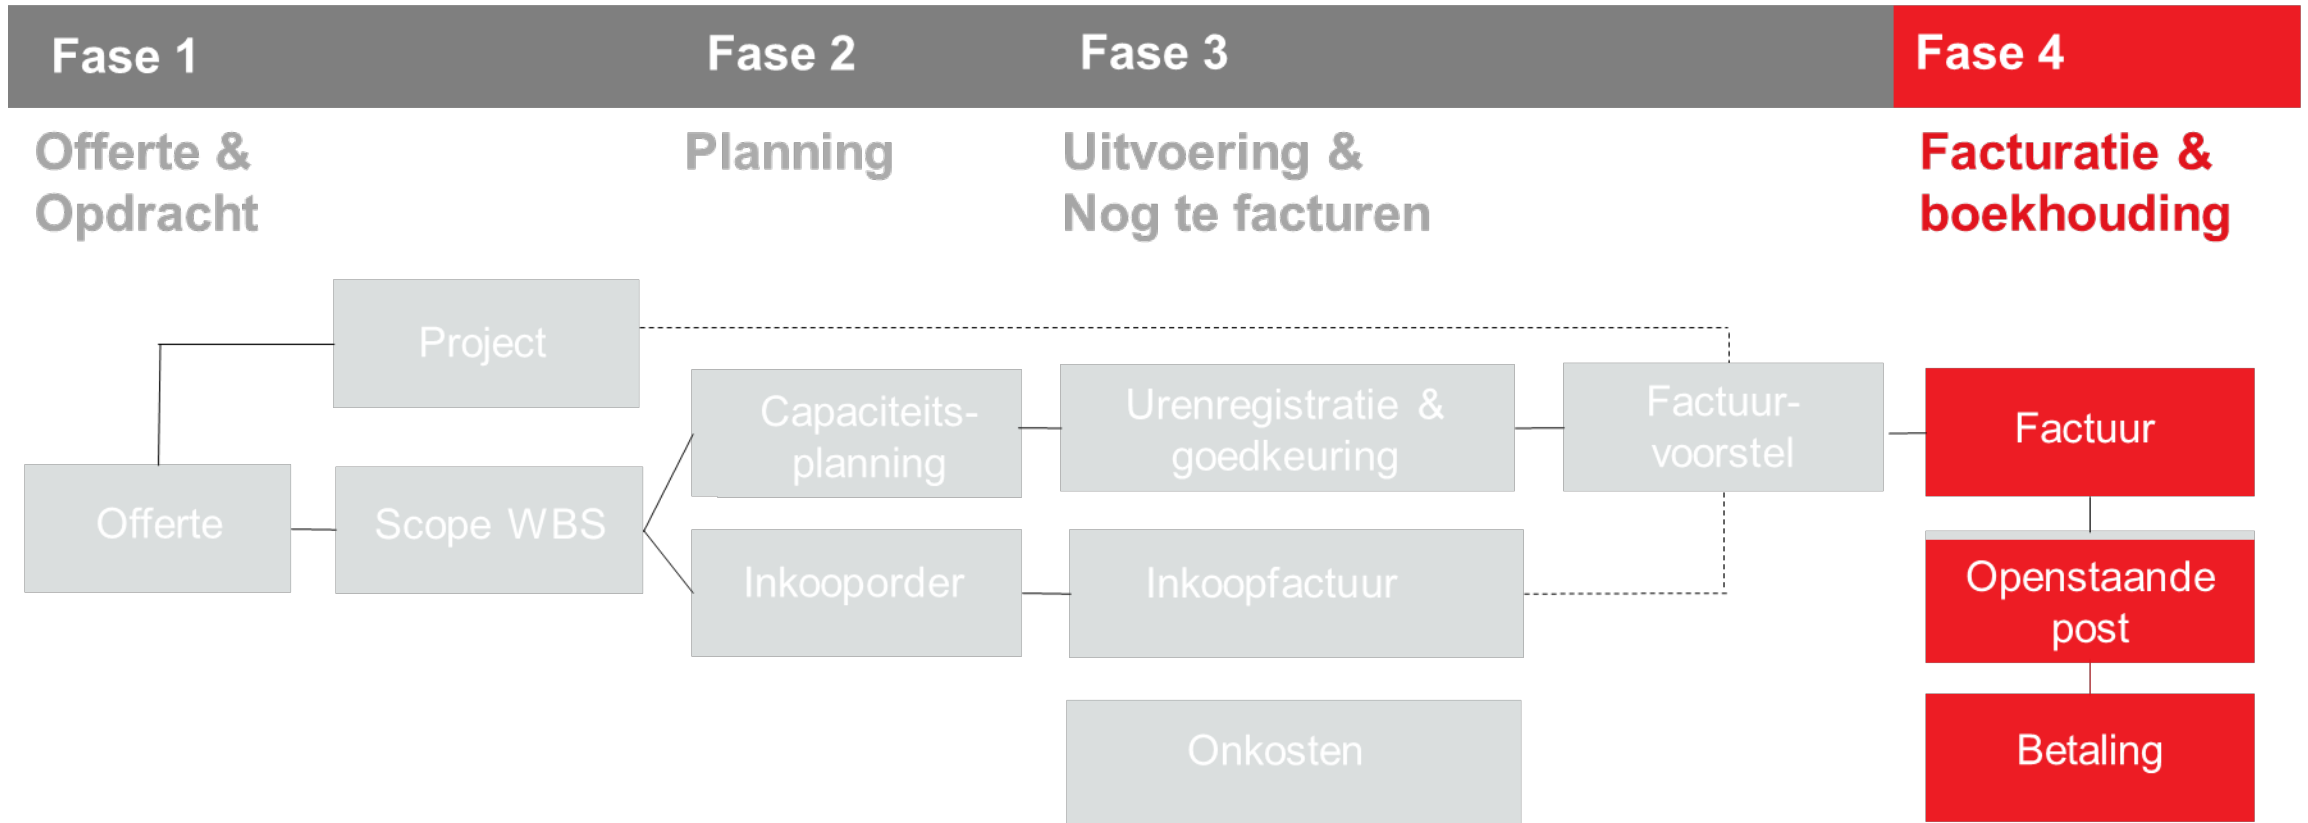 Fase 1
Fase 2
Fase 3
Fase 4
Offerte &
Opdracht
Planning
Uitvoering &
Nog te facturen
Facturatie &
boekhouding
Project
Capaciteits-
planning
Urenregistratie &
goedkeuring
Factuur-
voorstel
Factuur
Offerte
Scope WBS
Inkooporder
Inkoopfactuur
Openstaande
post
Onkosten
Betaling